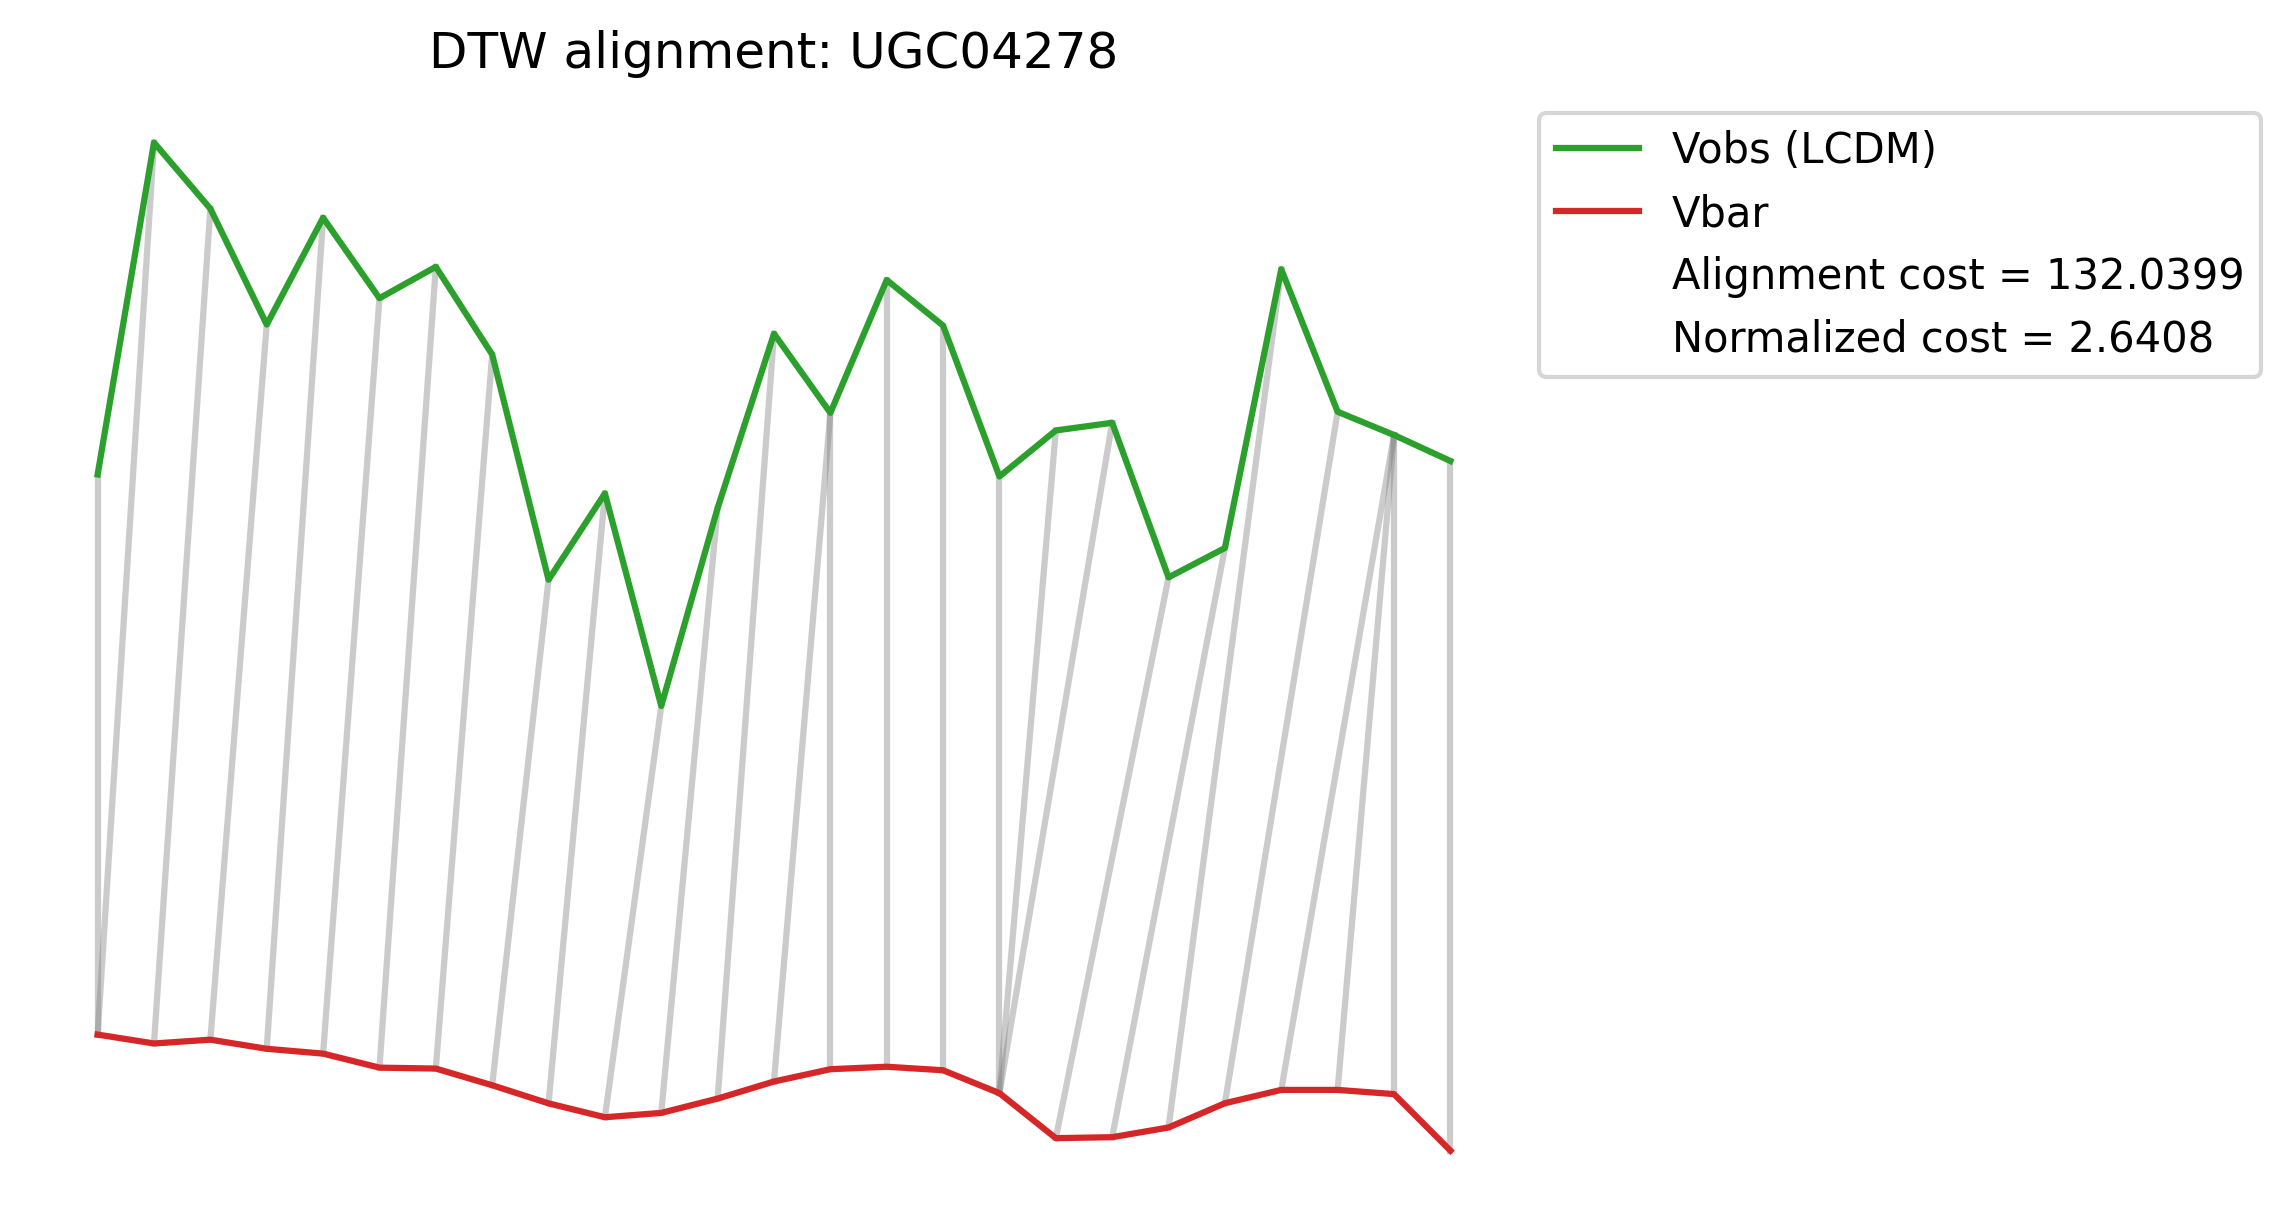 DTW alignment: UGC04278
Vobs (LCDM)
Vbar
Alignment cost = 132.0399
Normalized cost = 2.6408